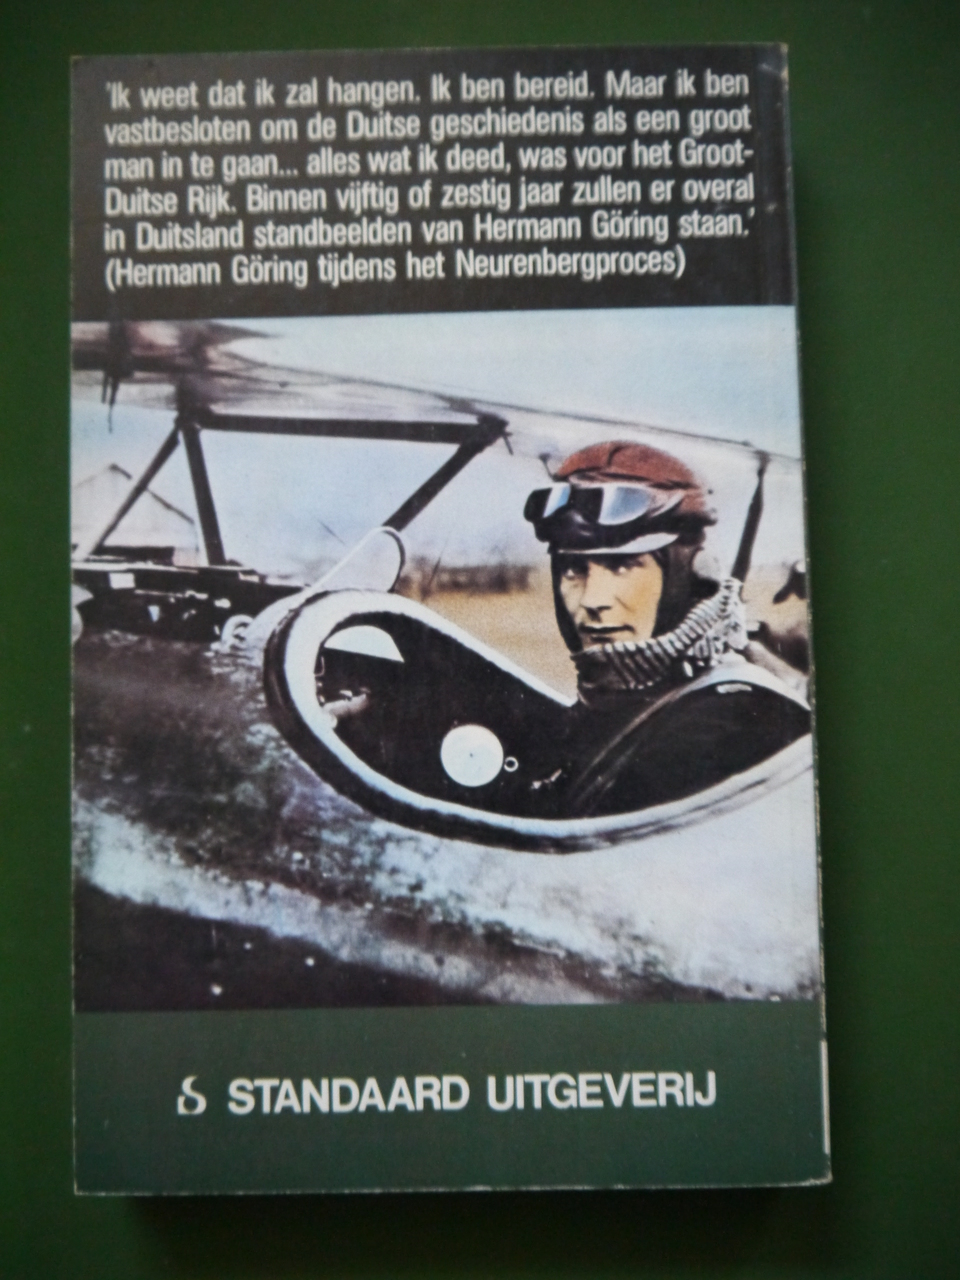 'Ik weet dat ik zal hangen. Ik ben bereid. Maar ik ben
vastbesloten om de Duitse geschiedenis als een groot
man in te gaan... alles wat ik deed, was voor het Groot-
Duitse Rijk. Binnen vijftig of zestig jaar zullen er overal
in Duitsland standbeelden van Hermann Göring staan.'
(Hermann Göring tijdens het Neurenbergproces)
S STANDAARD UITGEVERIJ